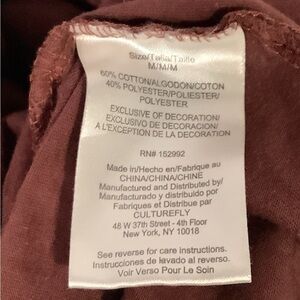 Size/Talla/Taille
M/M/M
60% COTTON/ALGODON/COTON
40% POLYESTER/POLIESTER/
POLYESTER
EXCLUSIVE OF DECORATION/
EXCLUSIVO DE DECORACION/
A L'EXCEPTION DE LA DECORATION
RN# 152992
Made in/Hecho en/Fabrique au
CHINA/CHINA/CHINE
Manufactured and Distributed by/
Manufacturado y distribuido por
Fabriques et Distribue par
CULTUREFLY
48 W 37th Street - 4th Floor
New York, NY 10018
See reverse for care instructions.
Instrucciones de lavado al reverso.
Voir Verso Pour Le Soin